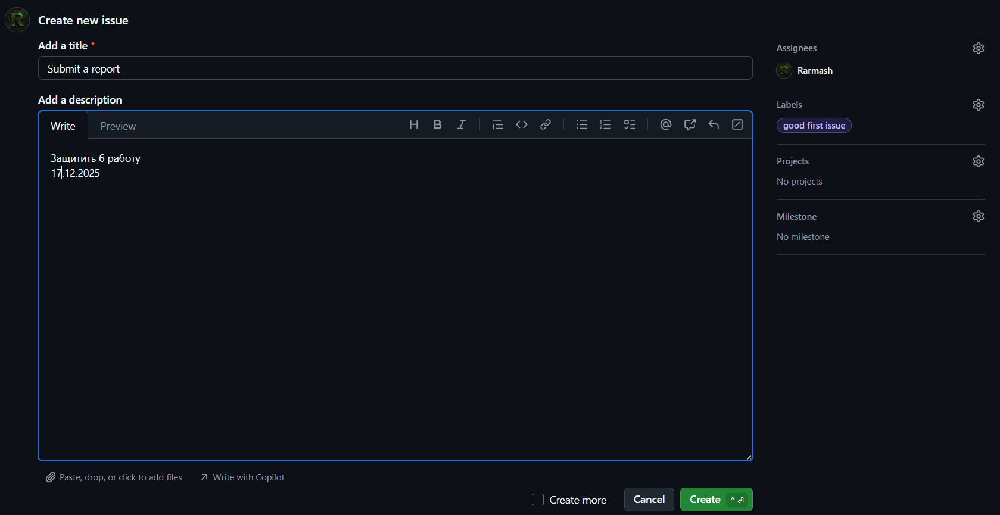 Create new issue
Add a title *
Submit a report
Add a description
Write
Preview
Защитить 6 работу
17.12.2025
Paste, drop, or click to add files
Write with Copilot
Create more
Cancel
Create
Assignees
Rarmash
Labels
good first issue
Projects
No projects
Milestone
No milestone